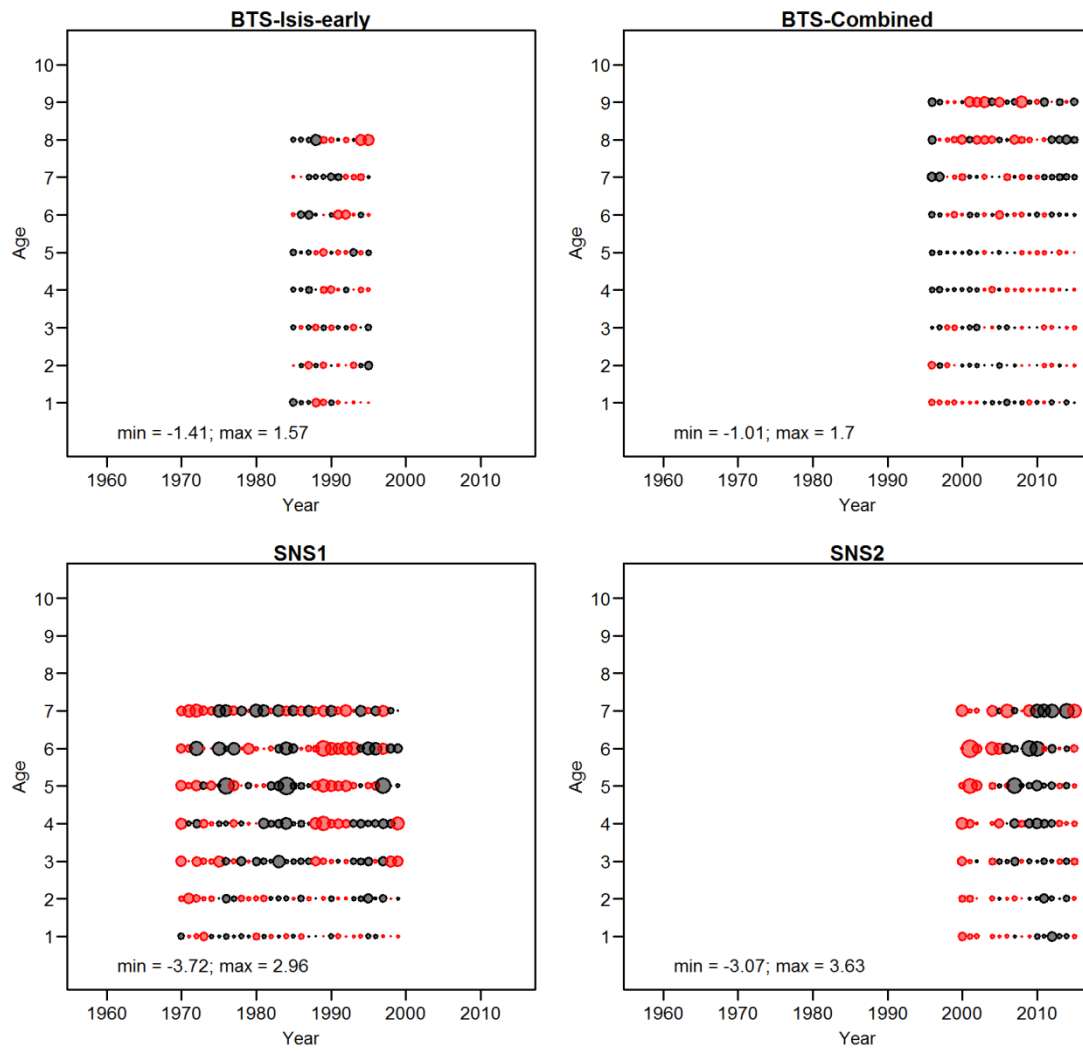 BTS-Isis-early
10
9
8
7
6
5
4
3
2
1
Age
min = -1.41; max = 1.57
1960 1970 1980 1990 2000 2010
Year
BTS-Combined
10
9
8
7
6
5
4
3
2
1
Age
min = -1.01; max = 1.7
1960 1970 1980 1990 2000 2010
Year
SNS1
10
9
8
7
6
5
4
3
2
1
Age
min = -3.72; max = 2.96
1960 1970 1980 1990 2000 2010
Year
SNS2
10
9
8
7
6
5
4
3
2
1
Age
min = -3.07; max = 3.63
1960 1970 1980 1990 2000 2010
Year